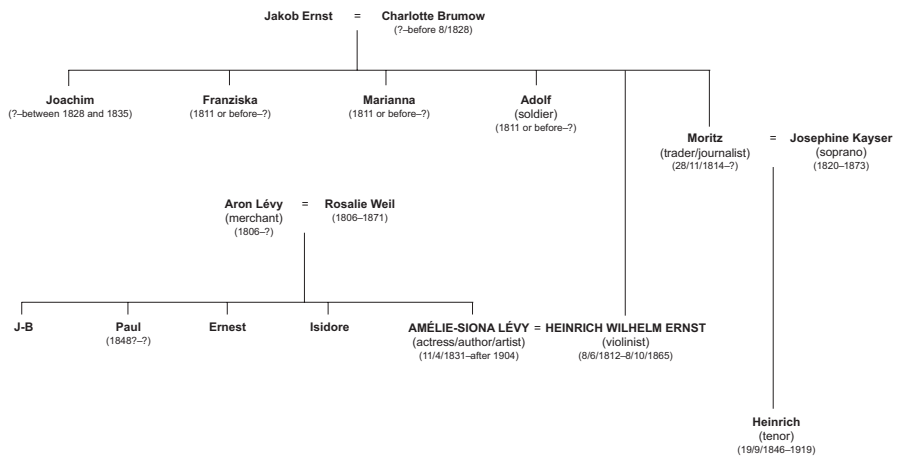 Jakob Ernst = Charlotte Brumow
(?–before 8/1828)
Joachim
(?–between 1828 and 1835)
Franziska
(1811 or before–?)
Marianna
(1811 or before–?)
Adolf
(soldier)
(1811 or before–?)
Moritz = Josephine Kayser
(trader/journalist) (soprano)
(28/11/1814–?) (1820–1873)
Aron Lévy = Rosalie Weil
(merchant) (1806–1871)
(1806–?)
J-B
Paul
(1848?–?)
Ernest
Isidore
AMÉLIE-SIONA LÉVY = HEINRICH WILHELM ERNST
(actress/author/artist) (violinist)
(11/4/1831–after 1904) (8/6/1812–8/10/1865)
Heinrich
(tenor)
(19/9/1846–1919)